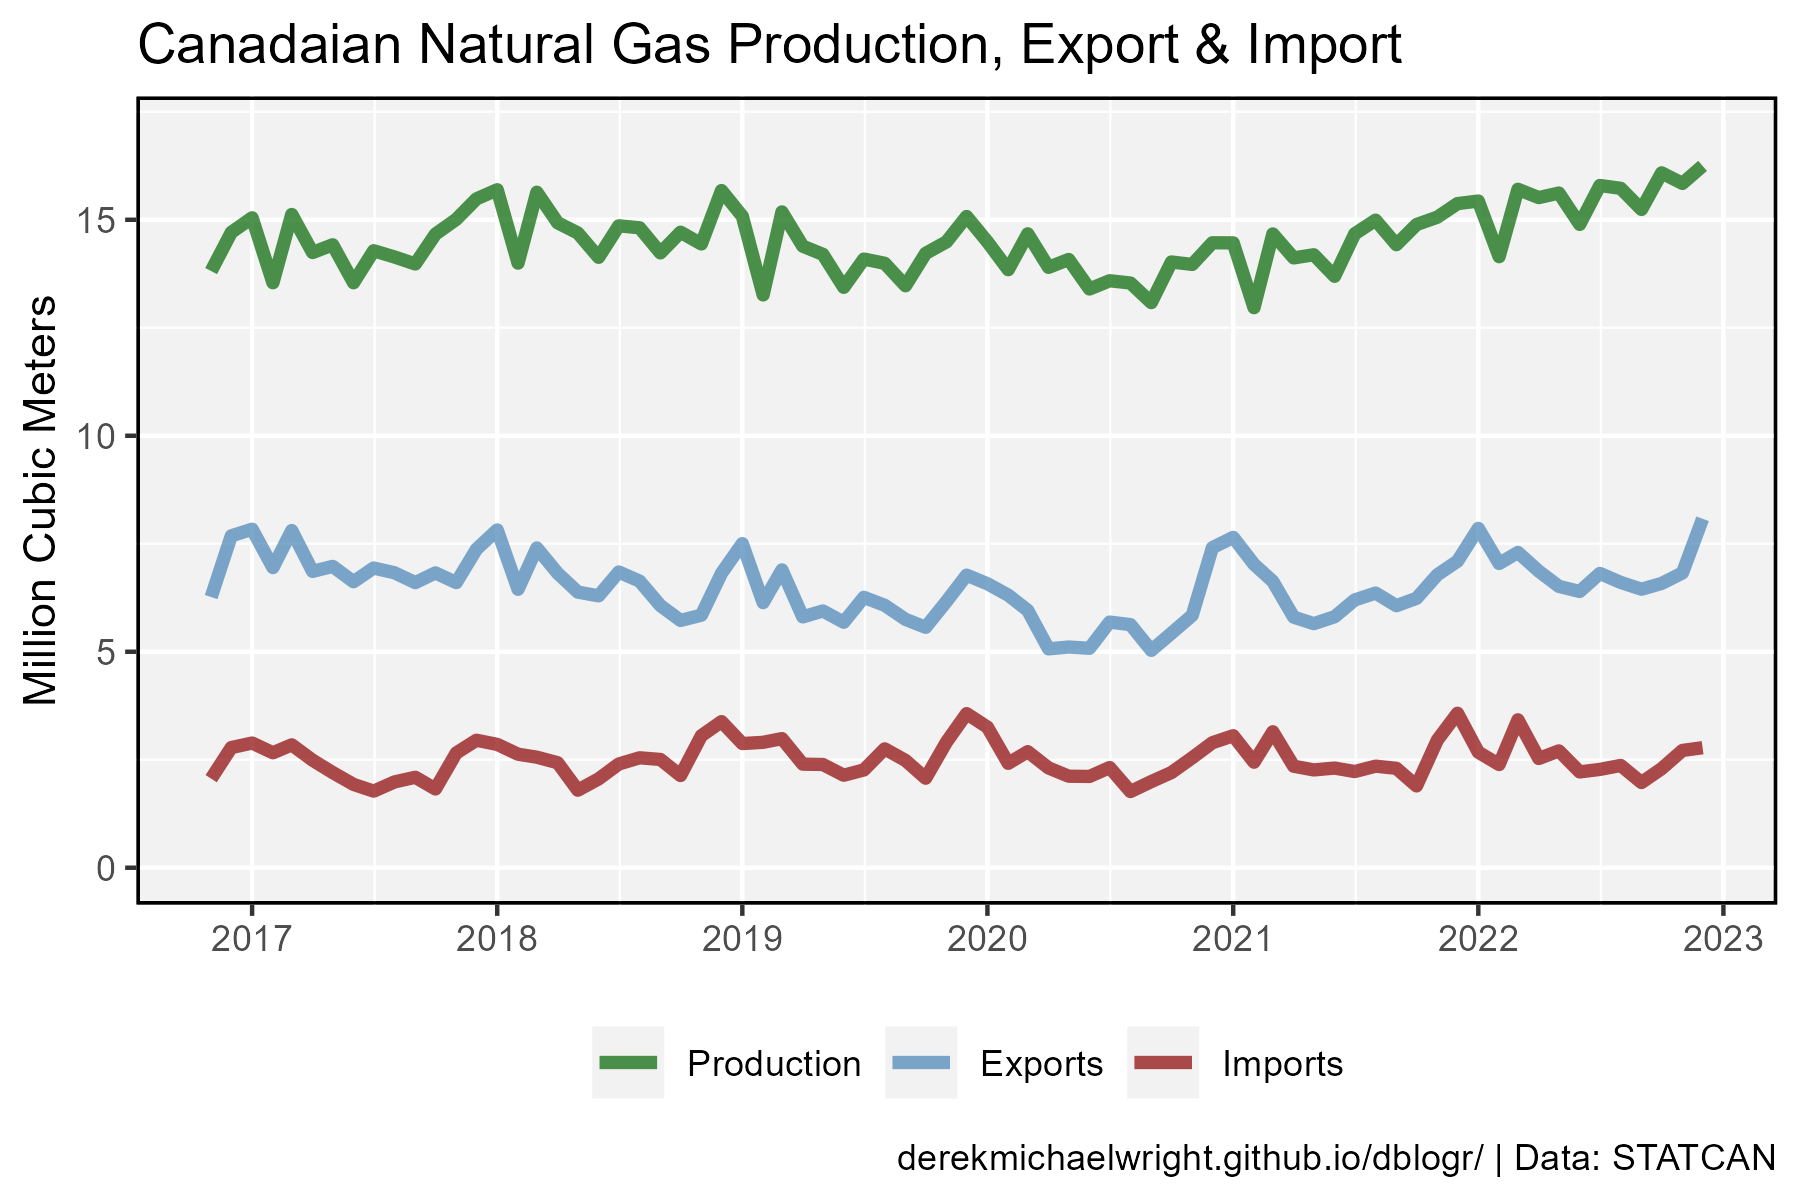 Canadaian Natural Gas Production, Export & Import
Million Cubic Meters
15
10
5
0
2017 2018 2019 2020 2021 2022 2023
Production Exports Imports
derekmichaelwright.github.io/dblogr/ | Data: STATCAN